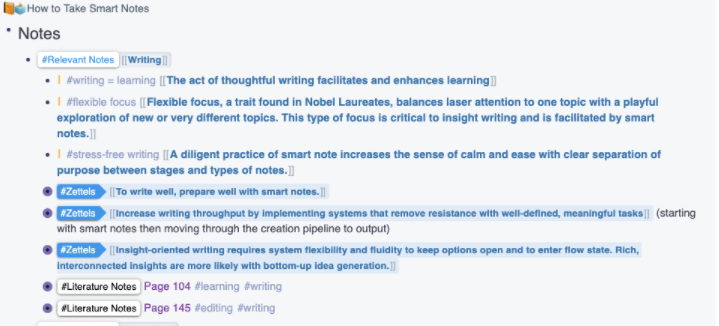 How to Take Smart Notes
Notes
#Relevant Notes [[Writing]]
#writing = learning [[The act of thoughtful writing facilitates and enhances learning]]
#flexible focus [[Flexible focus, a trait found in Nobel Laureates, balances laser attention to one topic with a playful
exploration of new or very different topics. This type of focus is critical to insight writing and is facilitated by smart
notes.]]
#stress-free writing [[A diligent practice of smart note increases the sense of calm and ease with clear separation of
purpose between stages and types of notes.]]
#Zettels [[To write well, prepare well with smart notes.]]
#Zettels [[Increase writing throughput by implementing systems that remove resistance with well-defined, meaningful tasks]] (starting
with smart notes then moving through the creation pipeline to output)
#Zettels [[Insight-oriented writing requires system flexibility and fluidity to keep options open and to enter flow state. Rich,
interconnected insights are more likely with bottom-up idea generation.]]
#Literature Notes Page 104 #learning #writing
#Literature Notes Page 145 #editing #writing